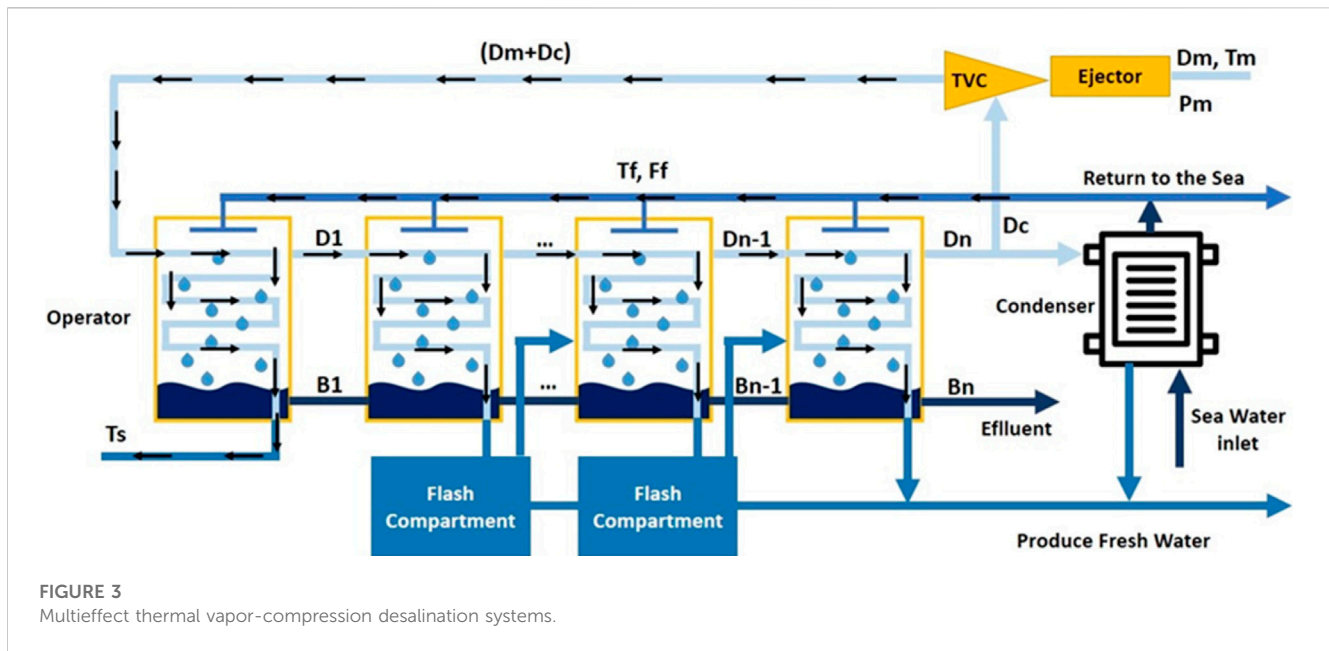 (Dm+Dc)
TVC
Ejector
Dm, Tm
Pm
Tf, Ff
Return to the Sea
D1
...
Dn-1
Dn
Dc
Operator
Condenser
B1
...
Bn-1
Bn
Eflluent
Sea Water
inlet
Ts
Flash
Compartment
Flash
Compartment
Produce Fresh Water
FIGURE 3
Multieffect thermal vapor-compression desalination systems.